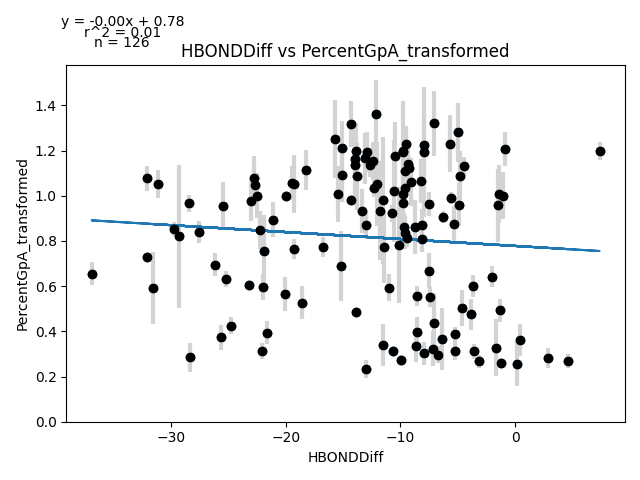 y = -0.00x + 0.78
r^2 = 0.01
n = 126
HBONDDiff vs PercentGpA_transformed
PercentGpA_transformed
1.4
1.2
1.0
0.8
0.6
0.4
0.2
0.0
−30
−20
−10
0
HBONDDiff